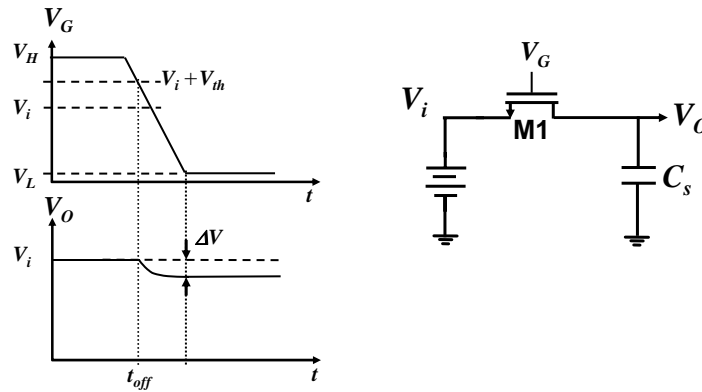 V_G
V_H
V_i + V_th
V_i
V_L
t
V_O
V_i
ΔV
t_off
t
V_G
V_i
M1
V_O
C_s